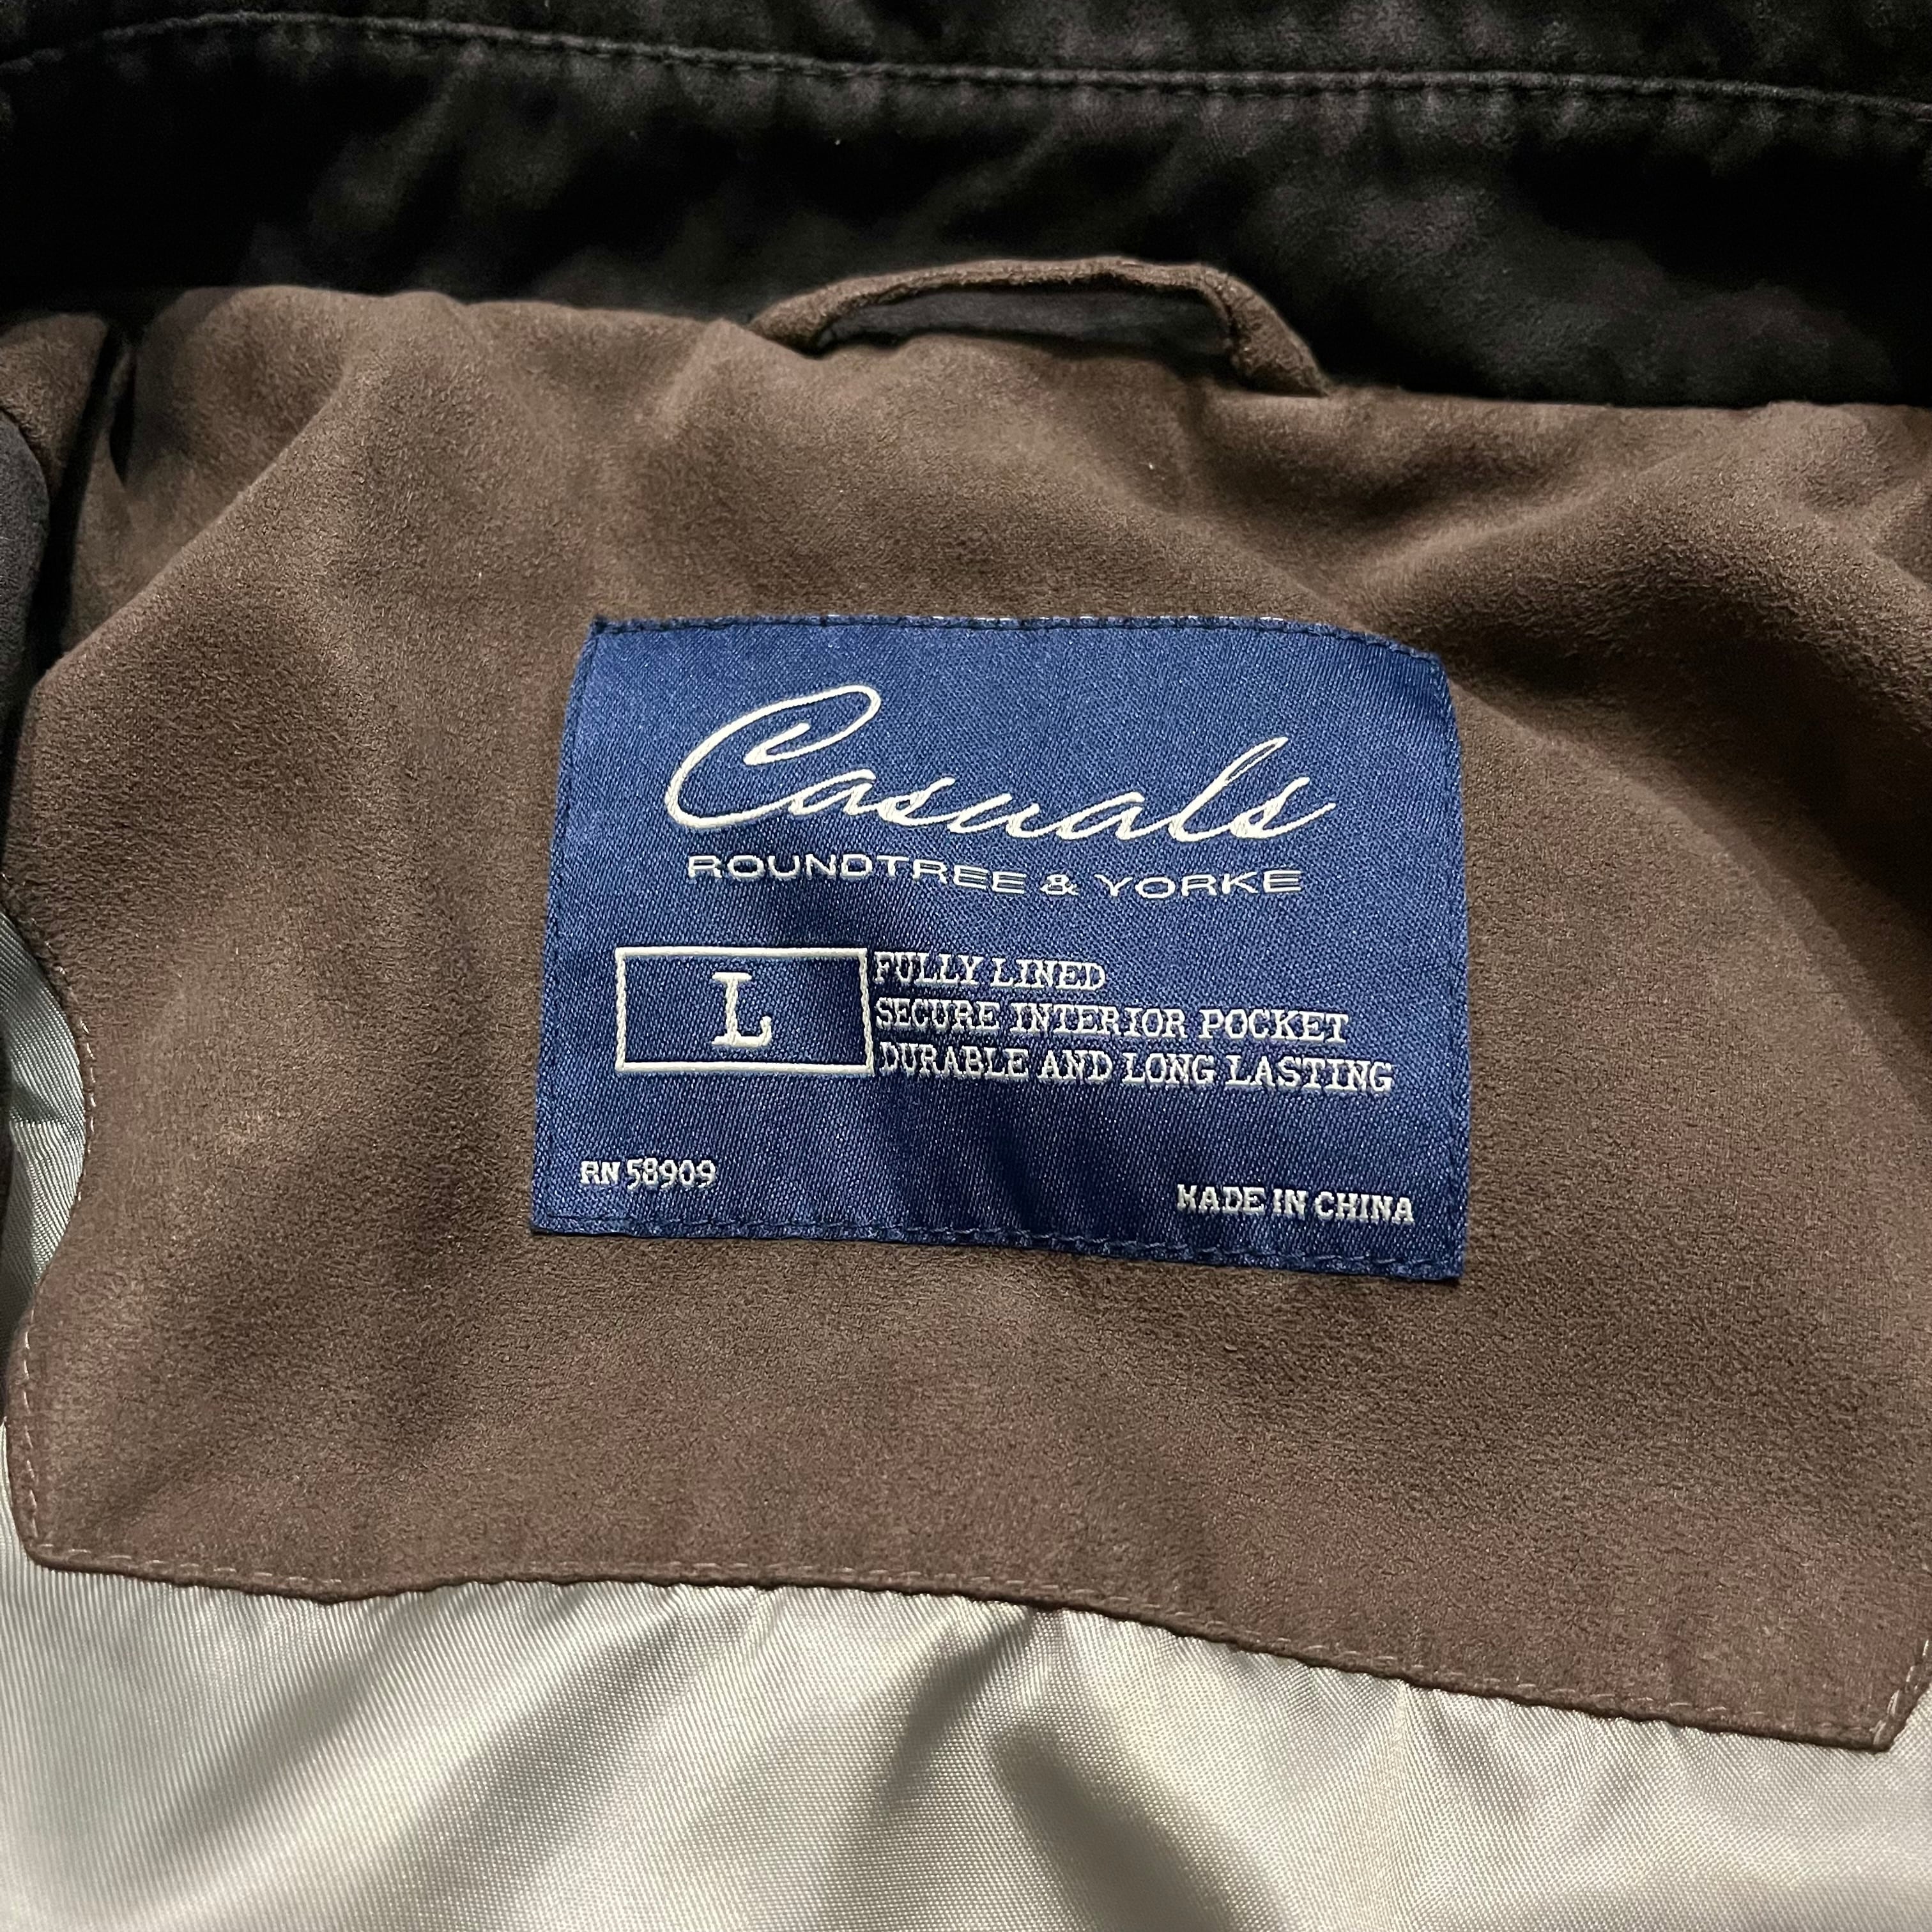 Casuals
ROUNDTREE & YORKE
L
FULLY LINED
SECURE INTERIOR POCKET
DURABLE AND LONG LASTING
RN 58909
MADE IN CHINA